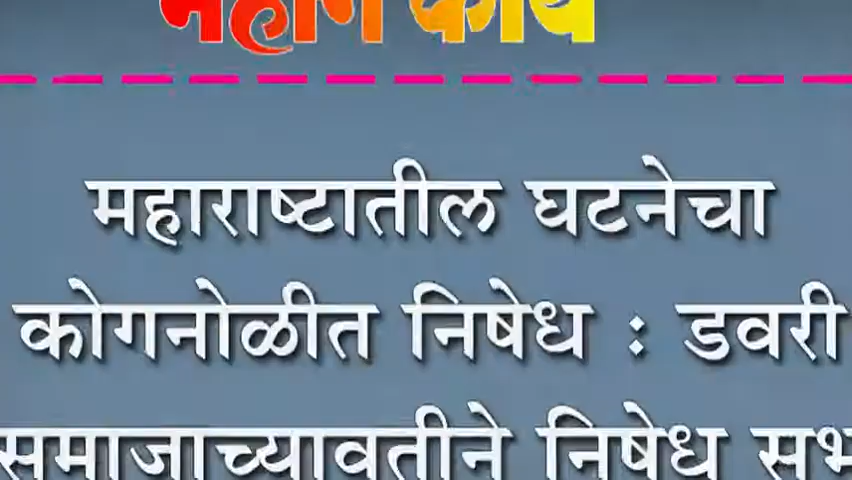 महाराष्टातील घटनेचा
कोगनोळीत निषेध : डवरी
समाजाच्यावतीने निषेध